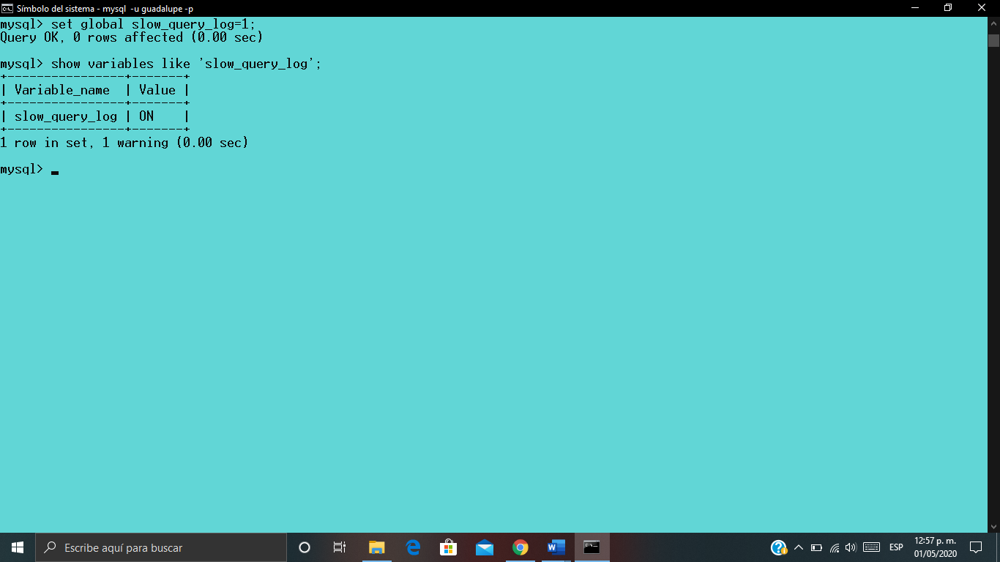 Símbolo del sistema - mysql  -u guadalupe -p
mysql> set global slow_query_log=1;
Query OK, 0 rows affected (0.00 sec)
mysql> show variables like 'slow_query_log';
+----------------+-------+
| Variable_name  | Value |
+----------------+-------+
| slow_query_log | ON    |
+----------------+-------+
1 row in set, 1 warning (0.00 sec)
mysql>
Escribe aquí para buscar
ESP
12:57 p. m.
01/05/2020